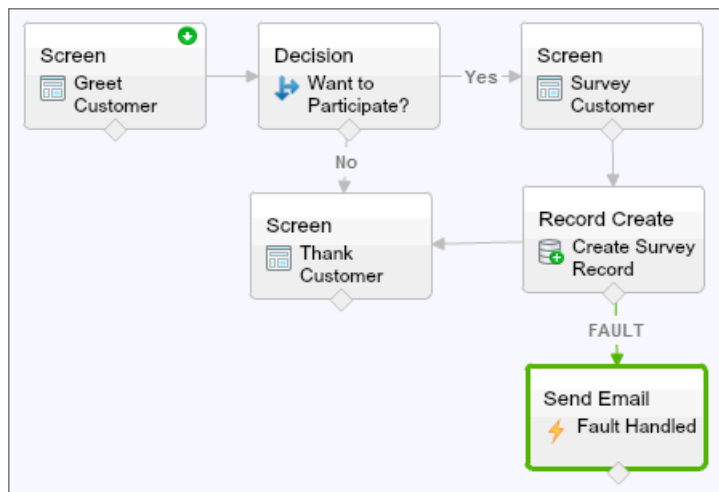 Screen
Greet
Customer
Decision
Want to
Participate?
Yes
Screen
Survey
Customer
No
Screen
Thank
Customer
Record Create
Create Survey
Record
FAULT
Send Email
Fault Handled